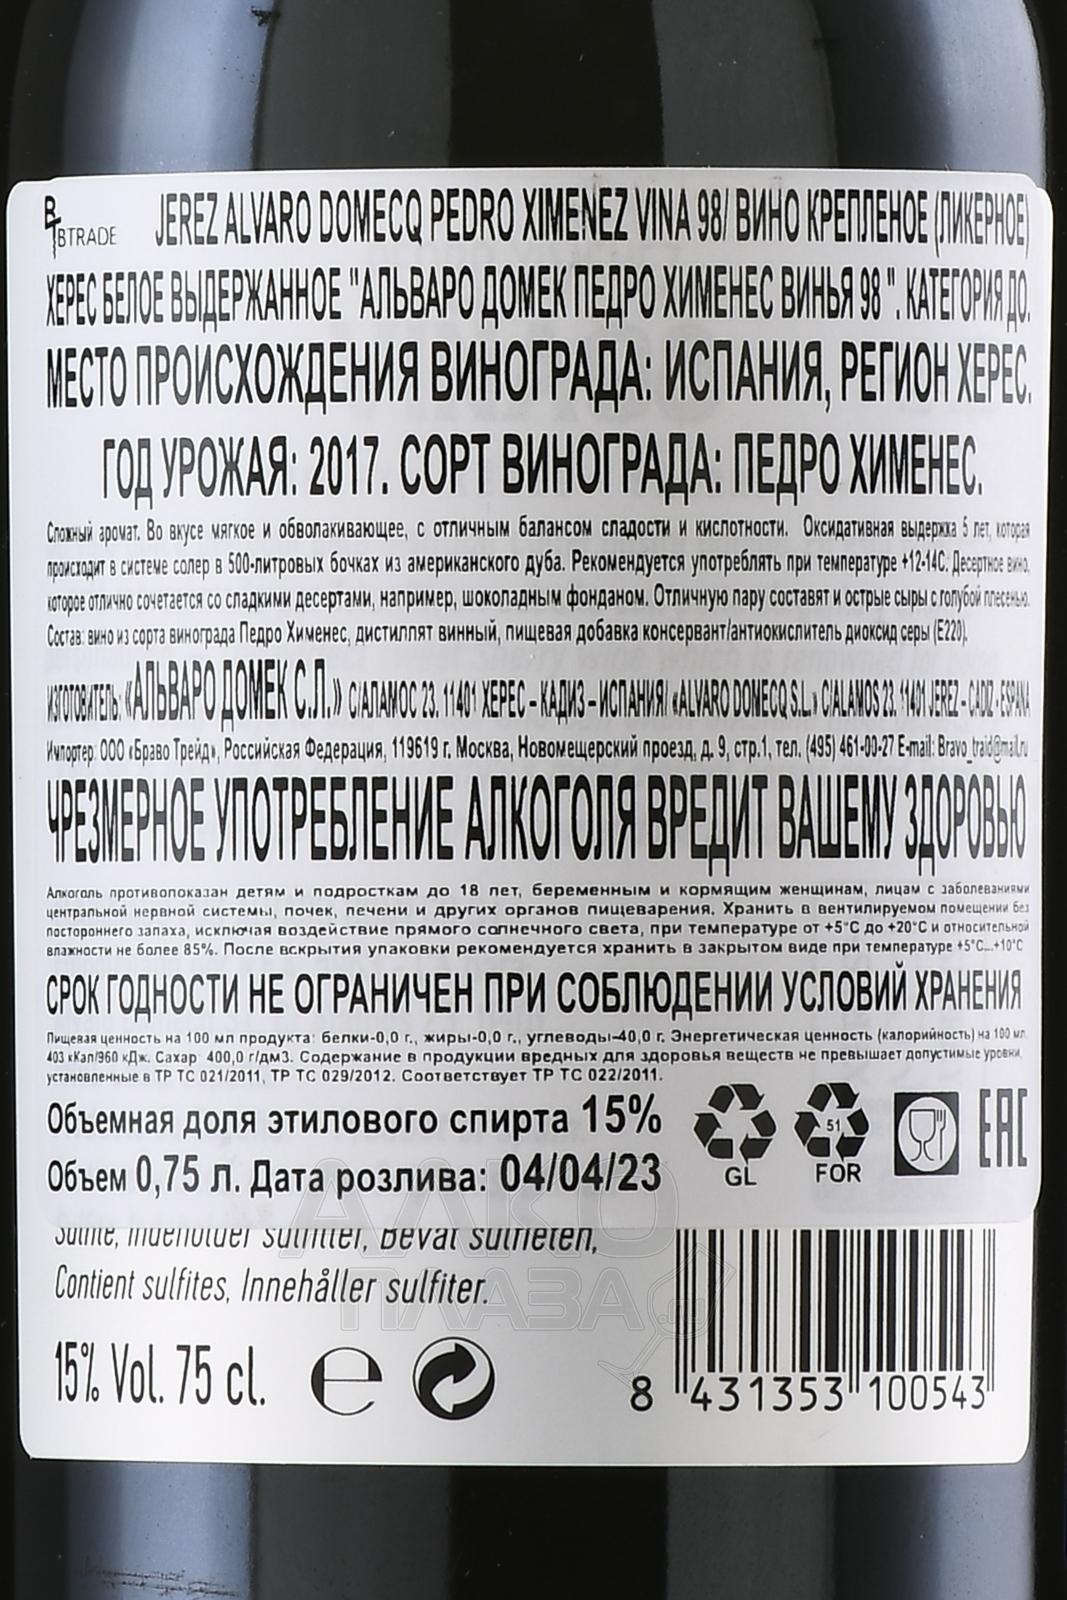 BTRADE JEREZ ALVARO DOMECQ PEDRO XIMENEZ VINA 98/ ВИНО КРЕПЛЕНОЕ (ЛИКЕРНОЕ)
ХЕРЕС БЕЛОЕ ВЫДЕРЖАННОЕ "АЛЬВАРО ДОМЕК ПЕДРО ХИМЕНЕС ВИНЬЯ 98 ". КАТЕГОРИЯ ДО.
МЕСТО ПРОИСХОЖДЕНИЯ ВИНОГРАДА: ИСПАНИЯ, РЕГИОН ХЕРЕС.
ГОД УРОЖАЯ: 2017. СОРТ ВИНОГРАДА: ПЕДРО ХИМЕНЕС.
Сложный аромат. Во вкусе мягкое и обволакивающее, с отличным балансом сладости и кислотности. Оксидативная выдержка 5 лет, которая
происходит в системе солер в 500-литровых бочках из американского дуба. Рекомендуется употреблять при температуре +12-14С. Десертное вино,
которое отлично сочетается со сладкими десертами, например, шоколадным фонданом. Отличную пару составят и острые сыры с голубой плесенью.
Состав: вино из сорта винограда Педро Хименес, дистиллят винный, пищевая добавка консервант/антиокислитель диоксид серы (Е220).
ИЗГОТОВИТЕЛЬ: «АЛЬВАРО ДОМЕК С.Л.» С/АЛАМОС 23. 11401 ХЕРЕС – КАДИЗ – ИСПАНИЯ/ «ALVARO DOMECQ S.L.» C/ALAMOS 23. 11401 JEREZ – CADIZ - ESPAÑA
Импортер: ООО «Браво Трейд», Российская Федерация, 119619 г. Москва, Новомещерский проезд, д. 9, стр.1, тел. (495) 461-00-27 E-mail: Bravo_traid@mail.ru
ЧРЕЗМЕРНОЕ УПОТРЕБЛЕНИЕ АЛКОГОЛЯ ВРЕДИТ ВАШЕМУ ЗДОРОВЬЮ
Алкоголь противопоказан детям и подросткам до 18 лет, беременным и кормящим женщинам, лицам с заболеваниями
центральной нервной системы, почек, печени и других органов пищеварения. Хранить в вентилируемом помещении без
постороннего запаха, исключая воздействие прямого солнечного света, при температуре от +5°С до +20°С и относительной
влажности не более 85%. После вскрытия упаковки рекомендуется хранить в закрытом виде при температуре +5°С...+10°С
СРОК ГОДНОСТИ НЕ ОГРАНИЧЕН ПРИ СОБЛЮДЕНИИ УСЛОВИЙ ХРАНЕНИЯ
Пищевая ценность на 100 мл продукта: белки-0,0 г., жиры-0,0 г., углеводы-40,0 г. Энергетическая ценность (калорийность) на 100 мл.
403 кКал/960 кДж. Сахар: 400,0 г/дм3. Содержание в продукции вредных для здоровья веществ не превышает допустимые уровни,
установленные в ТР ТС 021/2011, ТР ТС 029/2012. Соответствует ТР ТС 022/2011.
Объемная доля этилового спирта 15%
Объем 0,75 л. Дата розлива: 04/04/23
GL
51
FOR
EAC
Sulfite, Indeholder sulfitter, Bevat sulfieten,
Contient sulfites, Innehåller sulfiter.
15% Vol. 75 cl. e
8 431353 100543
АЛКО
ПЛАЗА
.ru